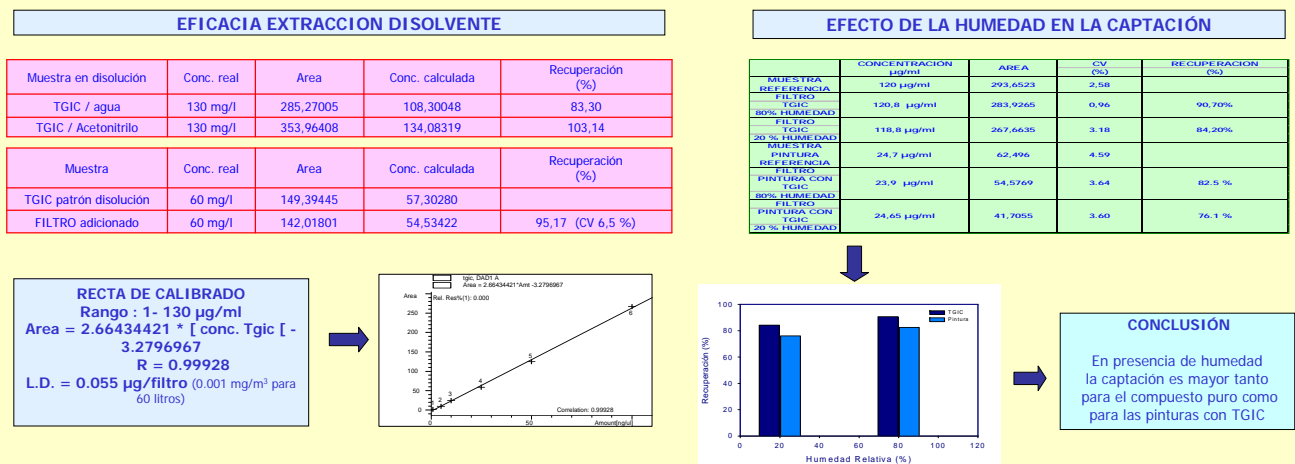 EFICACIA EXTRACCION DISOLVENTE
Muestra en disolución Conc. real Area Conc. calculada Recuperación (%)
TGIC / agua 130 mg/l 285,27005 108,30048 83,30
TGIC / Acetonitrilo 130 mg/l 353,96408 134,08319 103,14
Muestra Conc. real Area Conc. calculada Recuperación (%)
TGIC patrón disolución 60 mg/l 149,39445 57,30280
FILTRO adicionado 60 mg/l 142,01801 54,53422 95,17 (CV 6,5 %)
RECTA DE CALIBRADO
Rango : 1- 130 µg/ml
Area = 2.66434421 * [ conc. Tgic [ -
3.2796967
R = 0.99928
L.D. = 0.055 µg/filtro (0.001 mg/m³ para
60 litros)
tgic, DAD1 A
Area = 2.66434421*Amt -3.2796967
Area
Rel. Res%(1): 0.000
250
200
150
100
50
0
2
3
4
5
6
Correlation: 0.99928
0 50 Amount[ng/ul]
EFECTO DE LA HUMEDAD EN LA CAPTACIÓN
CONCENTRACIÓN µg/ml AREA CV (%) RECUPERACION (%)
MUESTRA REFERENCIA 120 µg/ml 293,6523 2,58
FILTRO TGIC 80% HUMEDAD 120,8 µg/ml 283,9265 0,96 90,70%
FILTRO TGIC 20 % HUMEDAD 118,8 µg/ml 267,6635 3.18 84,20%
MUESTRA PINTURA REFERENCIA 24,7 µg/ml 62,496 4.59
FILTRO PINTURA CON TGIC 80% HUMEDAD 23,9 µg/ml 54,5769 3.64 82.5 %
FILTRO PINTURA CON TGIC 20 % HUMEDAD 24,65 µg/ml 41,7055 3.60 76.1 %
TGIC
Pintura
Recuperación (%)
100
80
60
40
20
0
0 20 40 60 80 100 120
Humedad Relativa (%)
CONCLUSIÓN
En presencia de humedad
la captación es mayor tanto
para el compuesto puro como
para las pinturas con TGIC